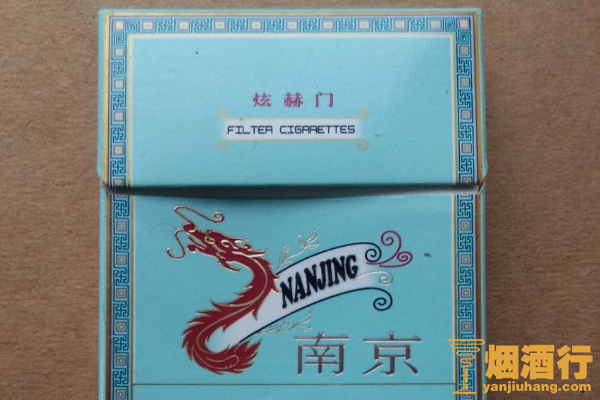 炫赫门
FILTER CIGARETTES
NANJING
南京
烟酒行
yanjiuhang.com